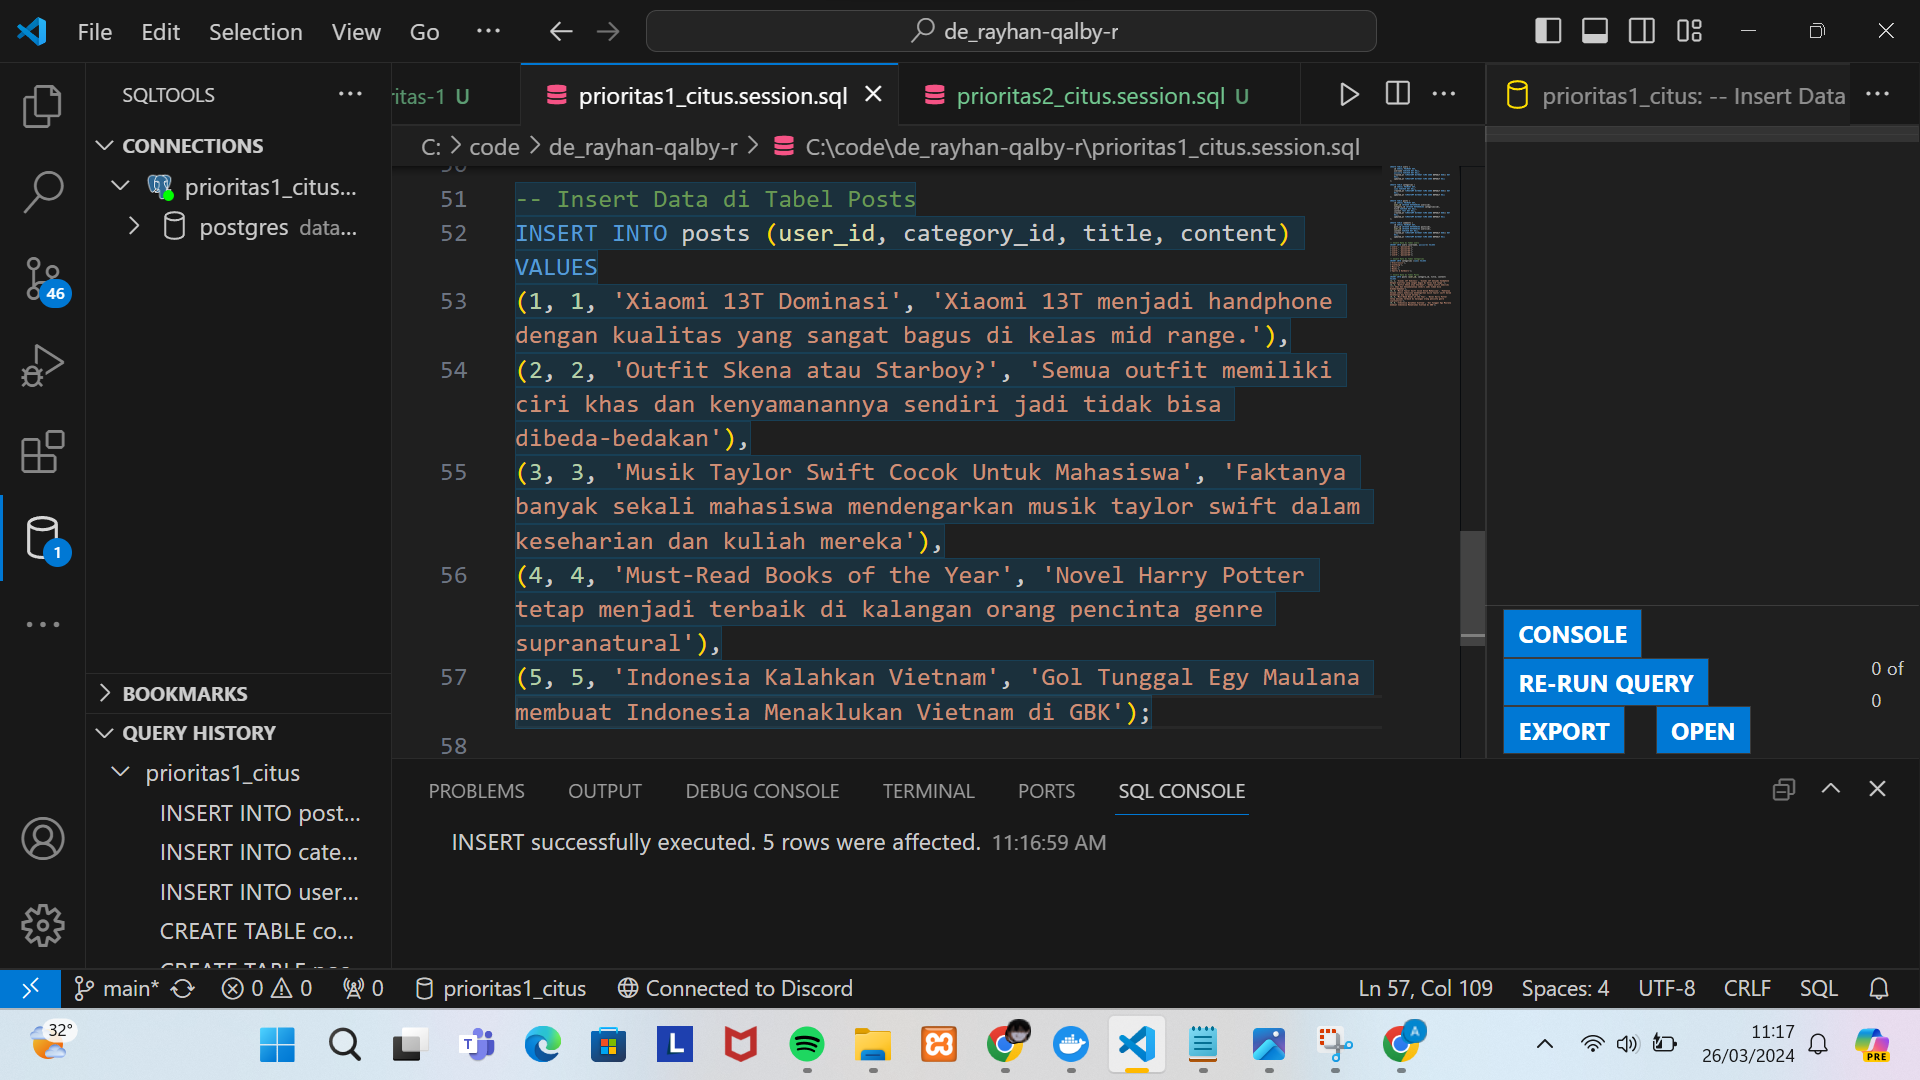 File Edit Selection View Go ...
de_rayhan-qalby-r
SQLTOOLS
CONNECTIONS
prioritas1_citus...
postgres data...
46
1
BOOKMARKS
QUERY HISTORY
prioritas1_citus
INSERT INTO post...
INSERT INTO cate...
INSERT INTO user...
CREATE TABLE co...
ritas-1 U
prioritas1_citus.session.sql
prioritas2_citus.session.sql U
C: > code > de_rayhan-qalby-r > C:\code\de_rayhan-qalby-r\prioritas1_citus.session.sql
51 -- Insert Data di Tabel Posts
52 INSERT INTO posts (user_id, category_id, title, content)
VALUES
53 (1, 1, 'Xiaomi 13T Dominasi', 'Xiaomi 13T menjadi handphone
dengan kualitas yang sangat bagus di kelas mid range.'),
54 (2, 2, 'Outfit Skena atau Starboy?', 'Semua outfit memiliki
ciri khas dan kenyamanannya sendiri jadi tidak bisa
dibeda-bedakan'),
55 (3, 3, 'Musik Taylor Swift Cocok Untuk Mahasiswa', 'Faktanya
banyak sekali mahasiswa mendengarkan musik taylor swift dalam
keseharian dan kuliah mereka'),
56 (4, 4, 'Must-Read Books of the Year', 'Novel Harry Potter
tetap menjadi terbaik di kalangan orang pencinta genre
supranatural'),
57 (5, 5, 'Indonesia Kalahkan Vietnam', 'Gol Tunggal Egy Maulana
membuat Indonesia Menaklukan Vietnam di GBK');
58
prioritas1_citus: -- Insert Data
CONSOLE
RE-RUN QUERY
EXPORT OPEN
0 of
0
PROBLEMS OUTPUT DEBUG CONSOLE TERMINAL PORTS SQL CONSOLE
INSERT successfully executed. 5 rows were affected. 11:16:59 AM
main* 0 0 0 prioritas1_citus Connected to Discord Ln 57, Col 109 Spaces: 4 UTF-8 CRLF SQL
32°
T
L
A
11:17
26/03/2024
PRE